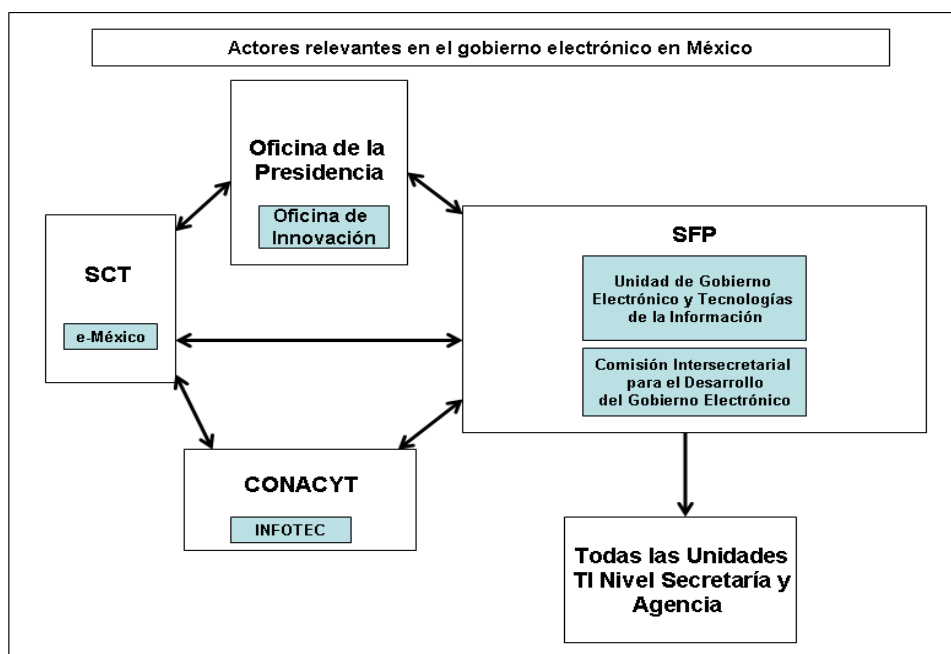 Actores relevantes en el gobierno electrónico en México
Oficina de la
Presidencia
Oficina de
Innovación
SCT
e-México
SFP
Unidad de Gobierno
Electrónico y Tecnologías
de la Información
Comisión Intersecretarial
para el Desarrollo
del Gobierno Electrónico
CONACYT
INFOTEC
Todas las Unidades
TI Nivel Secretaría y
Agencia